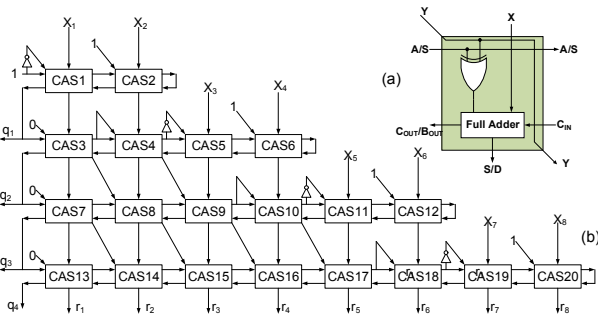 X1 X2 Y X
1 A/S A/S
1 CAS1 CAS2 (a)
X3 X4
0 1 COUT/BOUT Full Adder CIN
q1 CAS3 CAS4 CAS5 CAS6
S/D Y
X5 X6
0 1
q2 CAS7 CAS8 CAS9 CAS10 CAS11 CAS12
X7 X8 (b)
0 1
q3 CAS13 CAS14 CAS15 CAS16 CAS17 CAS18 CAS19 CAS20
r r
q4 r1 r2 r3 r4 r5 r6 r7 r8